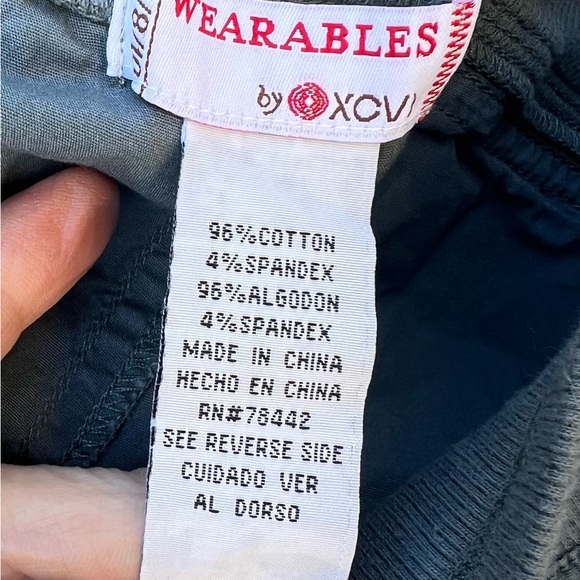 WEARABLES
by XCVI
96%COTTON
4%SPANDEX
96%ALGODON
4%SPANDEX
MADE IN CHINA
HECHO EN CHINA
RN#78442
SEE REVERSE SIDE
CUIDADO VER
AL DORSO